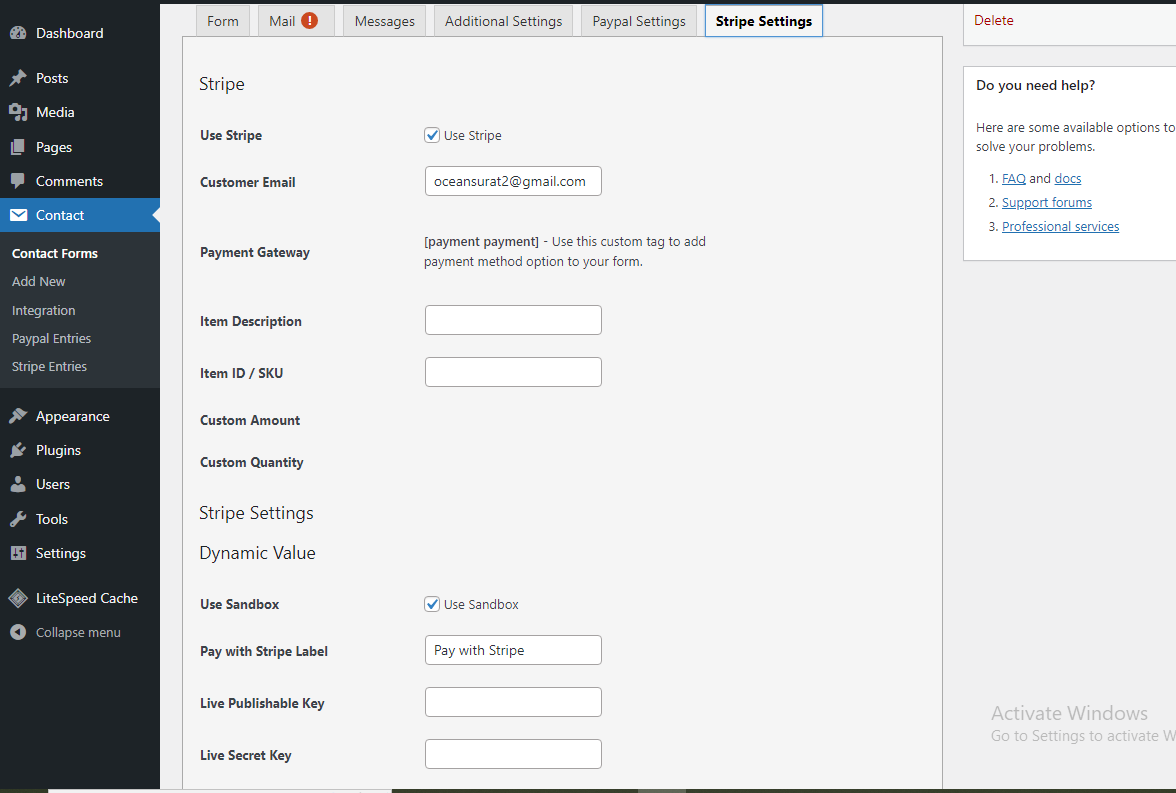 Dashboard
Posts
Media
Pages
Comments
Contact
Contact Forms
Add New
Integration
Paypal Entries
Stripe Entries
Appearance
Plugins
Users
Tools
Settings
LiteSpeed Cache
Collapse menu
Form
Mail !
Messages
Additional Settings
Paypal Settings
Stripe Settings
Stripe
Use Stripe
Use Stripe
Customer Email
oceansurat2@gmail.com
Payment Gateway
[payment payment] - Use this custom tag to add
payment method option to your form.
Item Description
Item ID / SKU
Custom Amount
Custom Quantity
Stripe Settings
Dynamic Value
Use Sandbox
Use Sandbox
Pay with Stripe Label
Pay with Stripe
Live Publishable Key
Live Secret Key
Delete
Do you need help?
Here are some available options to
solve your problems.
1. FAQ and docs
2. Support forums
3. Professional services
Activate Windows
Go to Settings to activate W